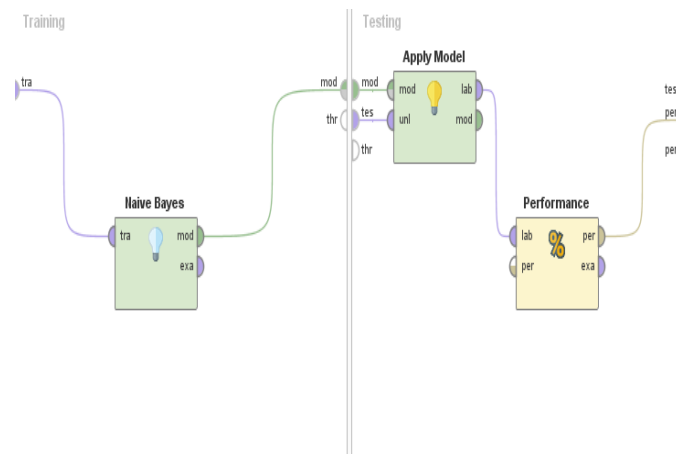 Training
Testing
tra
mod
thr
mod
tes
thr
Apply Model
mod
lab
unl
mod
tes
per
per
Naive Bayes
tra
mod
exa
Performance
lab
per
per
exa
%